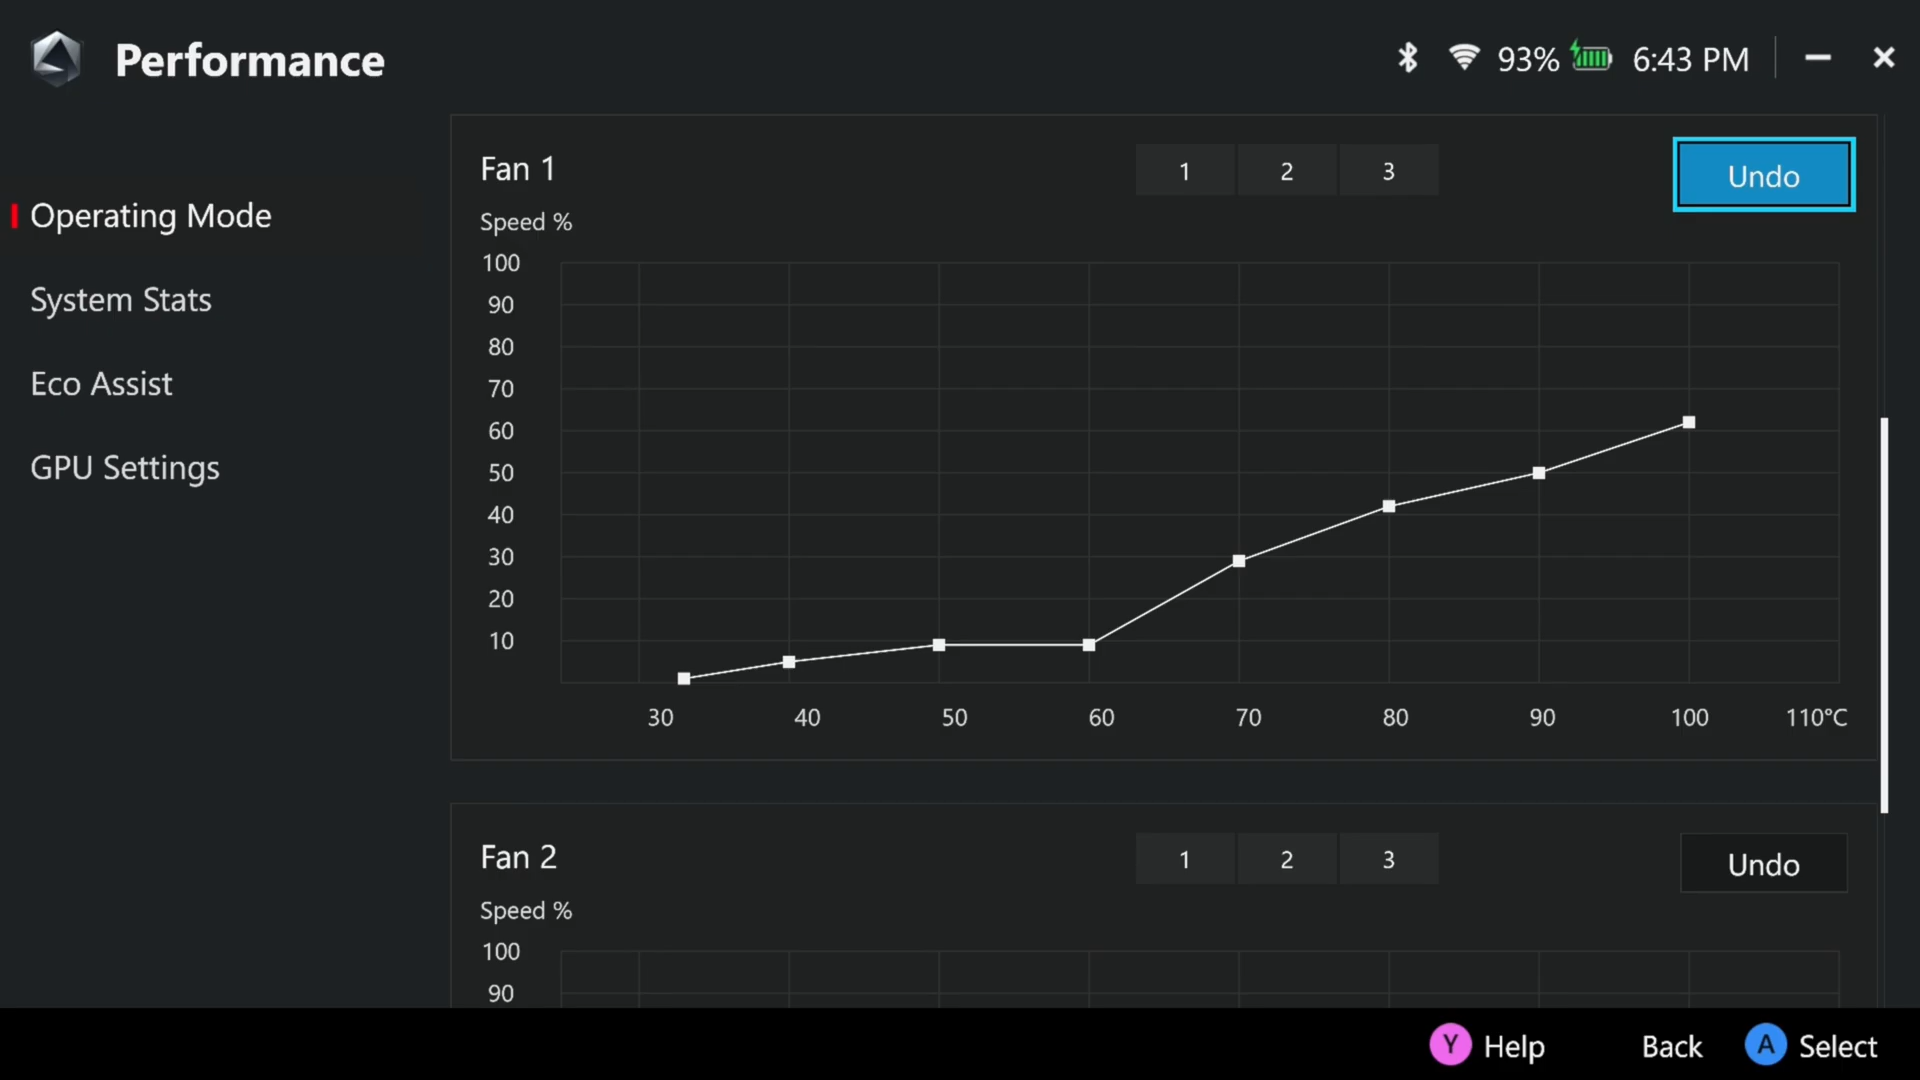 Performance
93%
6:43 PM
Operating Mode
System Stats
Eco Assist
GPU Settings
Fan 1
1 2 3
Undo
Speed %
100
90
80
70
60
50
40
30
20
10
30 40 50 60 70 80 90 100 110°C
Fan 2
1 2 3
Undo
Speed %
100
90
Y Help Back A Select